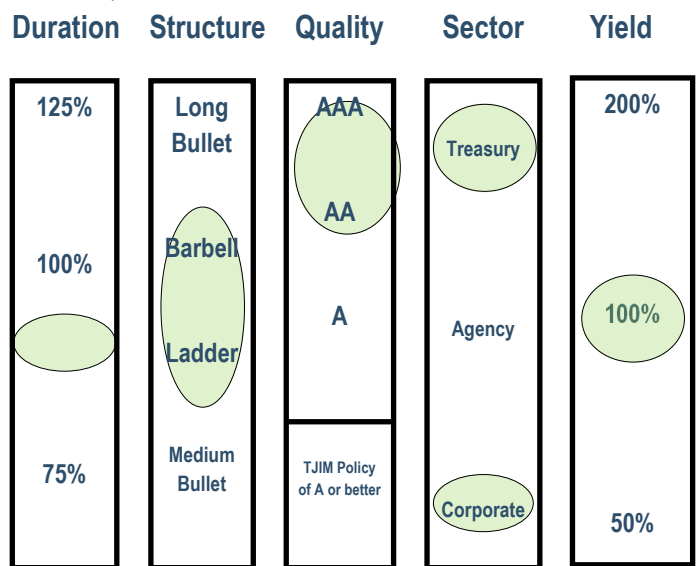 Duration Structure Quality Sector Yield
125%
100%
75%
Long
Bullet
Barbell
Ladder
Medium
Bullet
AAA
AA
A
TJIM Policy
of A or better
Treasury
Agency
Corporate
200%
100%
50%